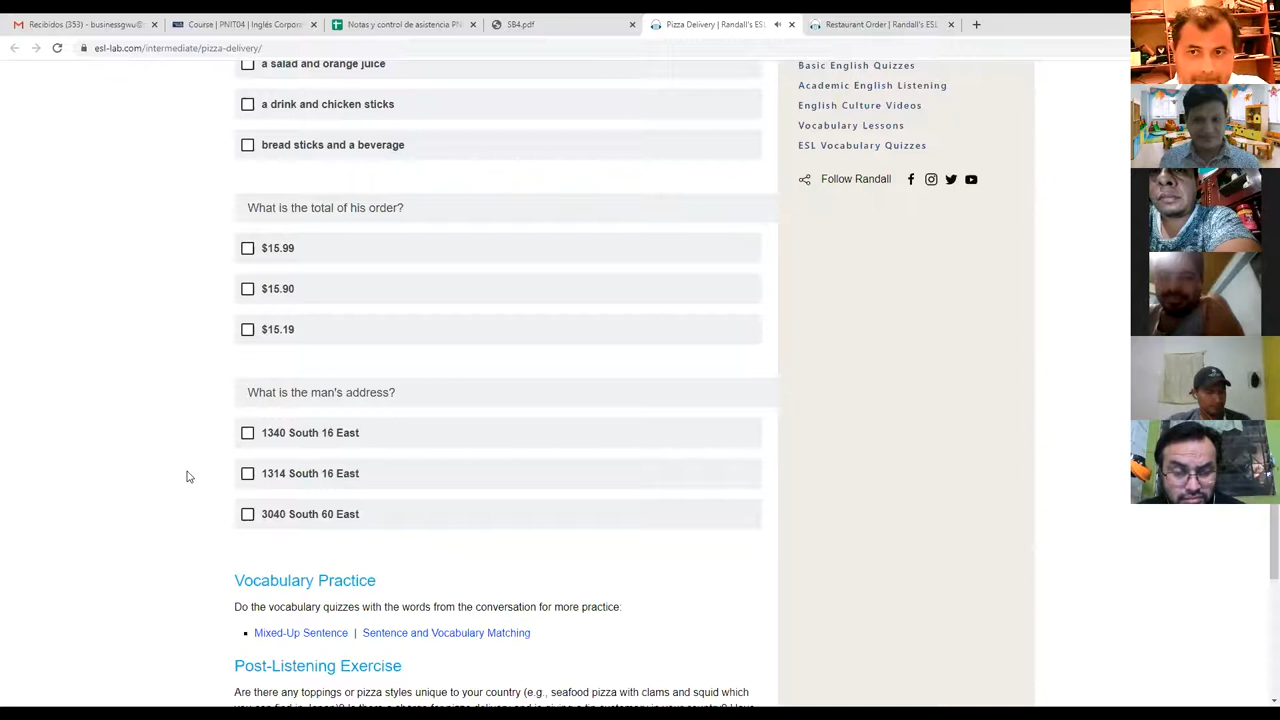 Recibidos (353) - businessgwu@
Course | PNIT04 | Inglés Corpor
Notas y control de asistencia PN
SB4.pdf
Pizza Delivery | Randall's ESL
Restaurant Order | Randall's ESL
esl-lab.com/intermediate/pizza-delivery/
a salad and orange juice
a drink and chicken sticks
bread sticks and a beverage
What is the total of his order?
$15.99
$15.90
$15.19
What is the man's address?
1340 South 16 East
1314 South 16 East
3040 South 60 East
Vocabulary Practice
Do the vocabulary quizzes with the words from the conversation for more practice:
Mixed-Up Sentence | Sentence and Vocabulary Matching
Post-Listening Exercise
Are there any toppings or pizza styles unique to your country (e.g., seafood pizza with clams and squid which
Basic English Quizzes
Academic English Listening
English Culture Videos
Vocabulary Lessons
ESL Vocabulary Quizzes
Follow Randall